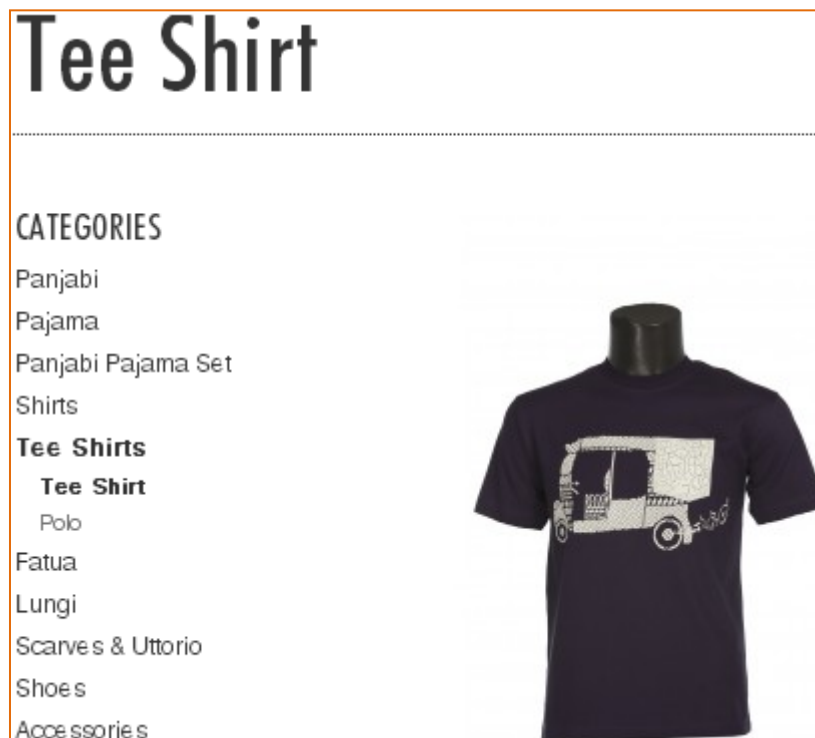 Tee Shirt
CATEGORIES
Panjabi
Pajama
Panjabi Pajama Set
Shirts
Tee Shirts
Tee Shirt
Polo
Fatua
Lungi
Scarves & Uttorio
Shoes
Accessories